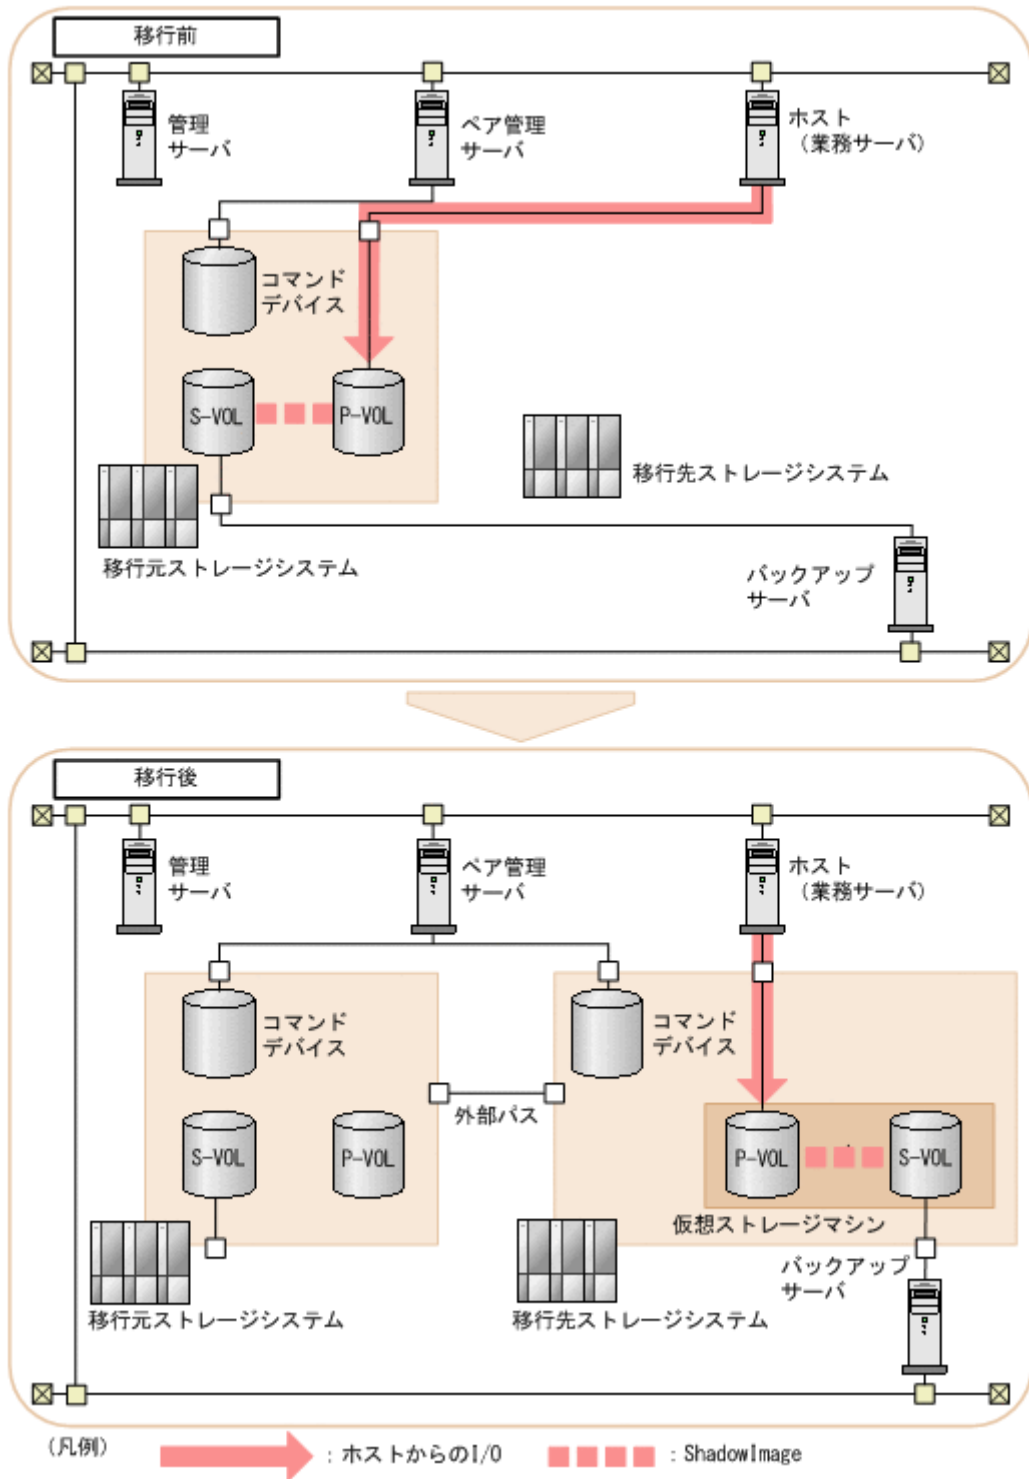 移行前
管理
サーバ
ペア管理
サーバ
ホスト
（業務サーバ）
コマンド
デバイス
S-VOL
P-VOL
移行先ストレージシステム
移行元ストレージシステム
バックアップ
サーバ
移行後
管理
サーバ
ペア管理
サーバ
ホスト
（業務サーバ）
コマンド
デバイス
コマンド
デバイス
外部パス
S-VOL
P-VOL
P-VOL
S-VOL
仮想ストレージマシン
バックアップ
サーバ
移行元ストレージシステム
移行先ストレージシステム
（凡例）
：ホストからのI/O
：ShadowImage